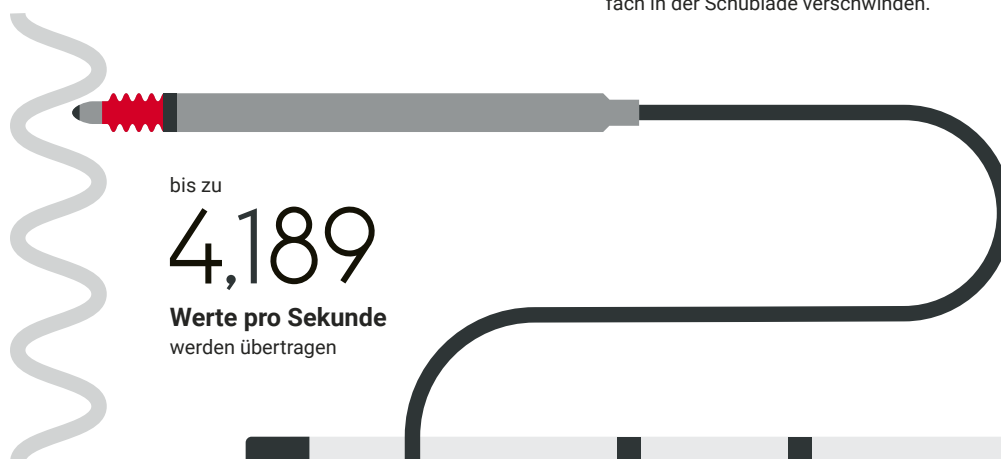 fach in der Schublade verschwinden.
bis zu
4,189
Werte pro Sekunde
werden übertragen